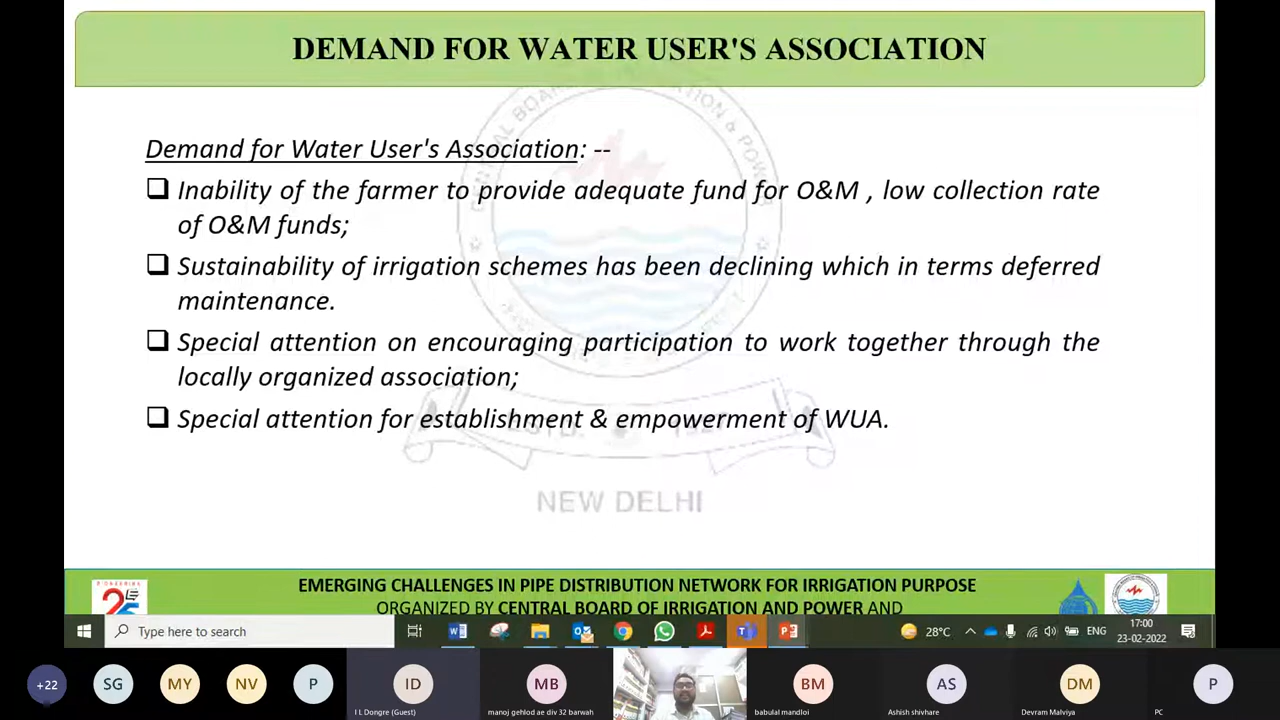 DEMAND FOR WATER USER'S ASSOCIATION
Demand for Water User's Association: --
Inability of the farmer to provide adequate fund for O&M , low collection rate
of O&M funds;
Sustainability of irrigation schemes has been declining which in terms deferred
maintenance.
Special attention on encouraging participation to work together through the
locally organized association;
Special attention for establishment & empowerment of WUA.
NEW DELHI
EMERGING CHALLENGES IN PIPE DISTRIBUTION NETWORK FOR IRRIGATION PURPOSE
ORGANIZED BY CENTRAL BOARD OF IRRIGATION AND POWER AND
Type here to search
28°C
ENG
17:00
23-02-2022
+22
SG
MY
NV
P
ID
I L Dongre (Guest)
MB
manoj gehlod ae div 32 barwah
BM
babulal mandloi
AS
Ashish shivhare
DM
Devram Malviya
P
PC